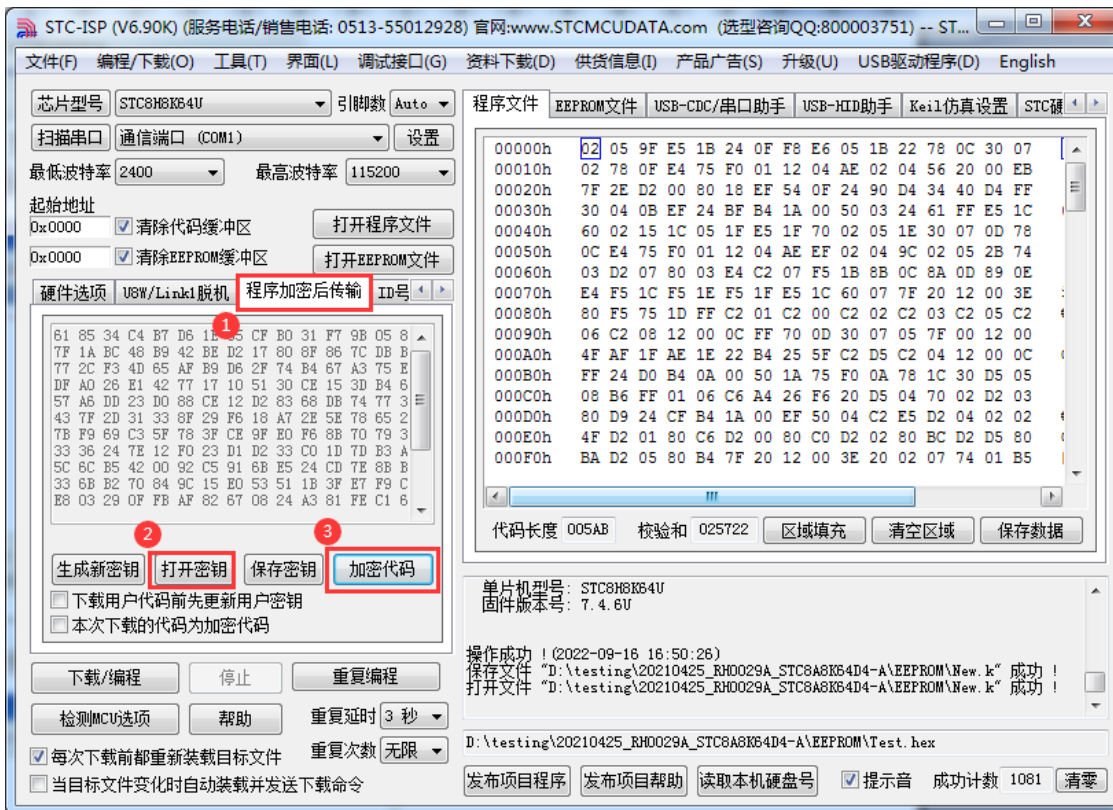 STC-ISP (V6.90K) (服务电话/销售电话: 0513-55012928) 官网:www.STCMCUDATA.com (选型咨询QQ:800003751) -- ST...
文件(F) 编程/下载(O) 工具(T) 界面(L) 调试接口(G) 资料下载(D) 供货信息(I) 产品广告(S) 升级(U) USB驱动程序(D) English
芯片型号 STC8H8K64U 引脚数 Auto
扫描串口 通信端口 (COM1) 设置
最低波特率 2400 最高波特率 115200
起始地址
0x0000 清除代码缓冲区 打开程序文件
0x0000 清除EEPROM缓冲区 打开EEPROM文件
硬件选项 U8W/Link1脱机 程序加密后传输 ID号
1
61 85 34 C4 B7 D6 CF B0 31 F7 9B 05 8
7F 1A BC 48 B9 42 BE D2 17 80 8F 86 7C DB B
77 2C F3 4D 65 AF B9 D6 2F 74 B4 67 A3 75 E
DF A0 26 E1 42 77 17 10 51 30 CE 15 3D B4 6
57 A6 DD 23 D0 88 CE 12 D2 83 68 DB 74 77 3
43 7F 2D 31 33 8F 29 F6 18 A7 2E 5E 78 65 2
7B F9 69 C3 5F 78 3F CE 9F E0 F6 8B 70 79 3
33 36 24 7E 12 F0 23 D1 D2 33 C0 1D 7D B3 A
5C 6C B5 42 00 92 C5 91 6B E5 24 CD 7E 8B B
33 6B B2 70 84 9C 15 E0 53 51 1B 3F E7 F9 C
E8 03 29 0F FB AF 82 67 08 24 A3 81 FE C1 6
2 3
生成新密钥 打开密钥 保存密钥 加密代码
下载用户代码前先更新用户密钥
本次下载的代码为加密代码
下载/编程 停止 重复编程
检测MCU选项 帮助 重复延时 3 秒
每次下载前都重新装载目标文件 重复次数 无限
当目标文件变化时自动装载并发送下载命令
程序文件 EEPROM文件 USB-CDC/串口助手 USB-HID助手 Keil仿真设置 STC硬
00000h 02 05 9F E5 1B 24 0F F8 E6 05 1B 22 78 0C 30 07
00010h 02 78 0F E4 75 F0 01 12 04 AE 02 04 56 20 00 EB
00020h 7F 2E D2 00 80 18 EF 54 0F 24 90 D4 34 40 D4 FF
00030h 30 04 0B EF 24 BF B4 1A 00 50 03 24 61 FF E5 1C
00040h 60 02 15 1C 05 1F E5 1F 70 02 05 1E 30 07 0D 78
00050h 0C E4 75 F0 01 12 04 AE EF 02 04 9C 02 05 2B 74
00060h 03 D2 07 80 03 E4 C2 07 F5 1B 8B 0C 8A 0D 89 0E
00070h E4 F5 1C F5 1E F5 1F E5 1C 60 07 7F 20 12 00 3E
00080h 80 F5 75 1D FF C2 01 C2 00 C2 02 C2 03 C2 05 C2
00090h 06 C2 08 12 00 0C FF 70 0D 30 07 05 7F 00 12 00
000A0h 4F AF 1F AE 1E 22 B4 25 5F C2 D5 C2 04 12 00 0C
000B0h FF 24 D0 B4 0A 00 50 1A 75 F0 0A 78 1C 30 D5 05
000C0h 08 B6 FF 01 06 C6 A4 26 F6 20 D5 04 70 02 D2 03
000D0h 80 D9 24 CF B4 1A 00 EF 50 04 C2 E5 D2 04 02 02
000E0h 4F D2 01 80 C6 D2 00 80 C0 D2 02 80 BC D2 D5 80
000F0h BA D2 05 80 B4 7F 20 12 00 3E 20 02 07 74 01 B5
代码长度 005AB 校验和 025722 区域填充 清空区域 保存数据
单片机型号: STC8H8K64U
固件版本号: 7.4.6U
操作成功 !(2022-09-16 16:50:26)
保存文件 "D:\testing\20210425_RH0029A_STC8A8K64D4-A\EEPROM\New.k" 成功 !
打开文件 "D:\testing\20210425_RH0029A_STC8A8K64D4-A\EEPROM\New.k" 成功 !
D:\testing\20210425_RH0029A_STC8A8K64D4-A\EEPROM\Test.hex
发布项目程序 发布项目帮助 读取本机硬盘号 提示音 成功计数 1081 清零